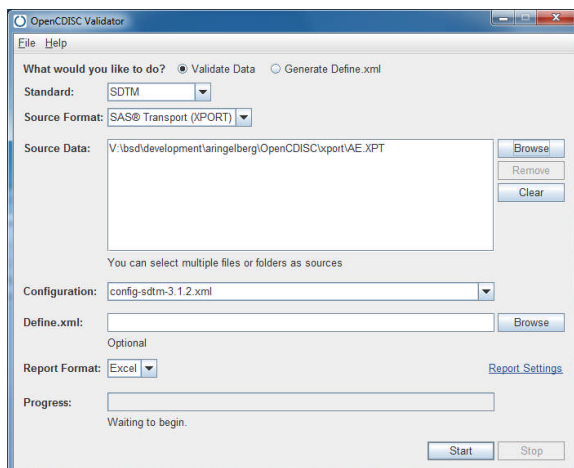 OpenCDISC Validator
File Help
What would you like to do? Validate Data Generate Define.xml
Standard: SDTM
Source Format: SAS® Transport (XPORT)
Source Data: V:\bsd\development\aringelberg\OpenCDISC\xport\AE.XPT Browse
Remove
Clear
You can select multiple files or folders as sources
Configuration: config-sdtm-3.1.2.xml
Define.xml: Browse
Optional
Report Format: Excel Report Settings
Progress:
Waiting to begin.
Start Stop